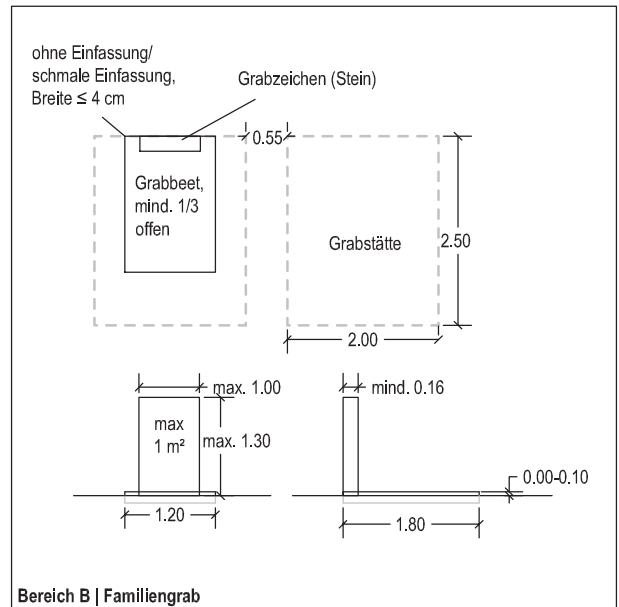 ohne Einfassung/
schmale Einfassung,
Breite ≤ 4 cm
Grabzeichen (Stein)
0.55
Grabbeet,
mind. 1/3
offen
Grabstätte
2.50
2.00
max. 1.00
mind. 0.16
max
1 m²
max. 1.30
0.00-0.10
1.20
1.80
Bereich B | Familiengrab